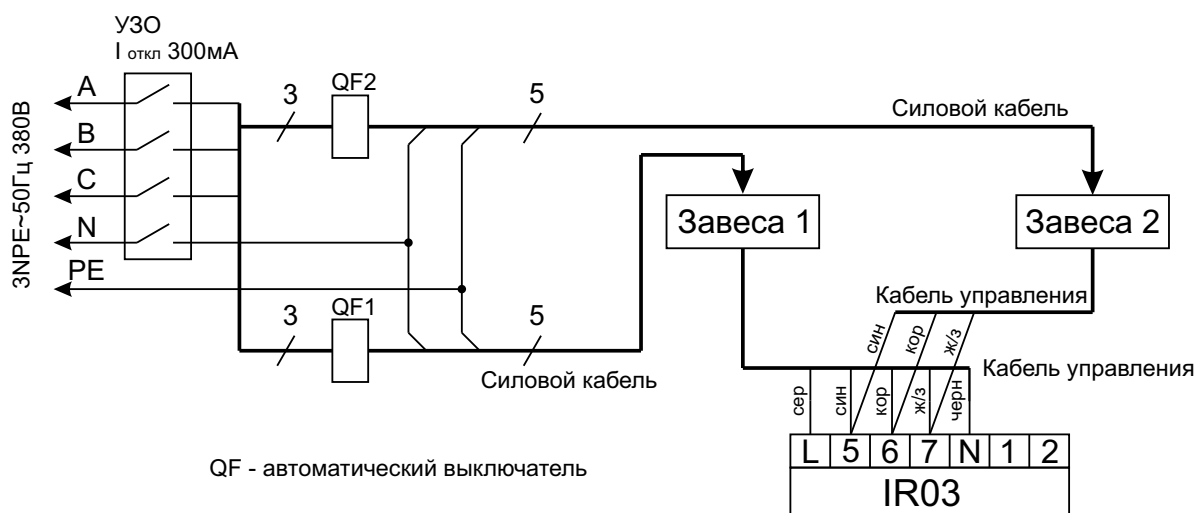 УЗО
I откл 300мА
3NPE~50Гц 380В
A
B
C
N
PE
3
QF2
5
Силовой кабель
Завеса 1
Завеса 2
3
QF1
5
Силовой кабель
Кабель управления
син
кор
ж/з
Кабель управления
сер
син
кор
ж/з
черн
L 5 6 7 N 1 2
IR03
QF - автоматический выключатель